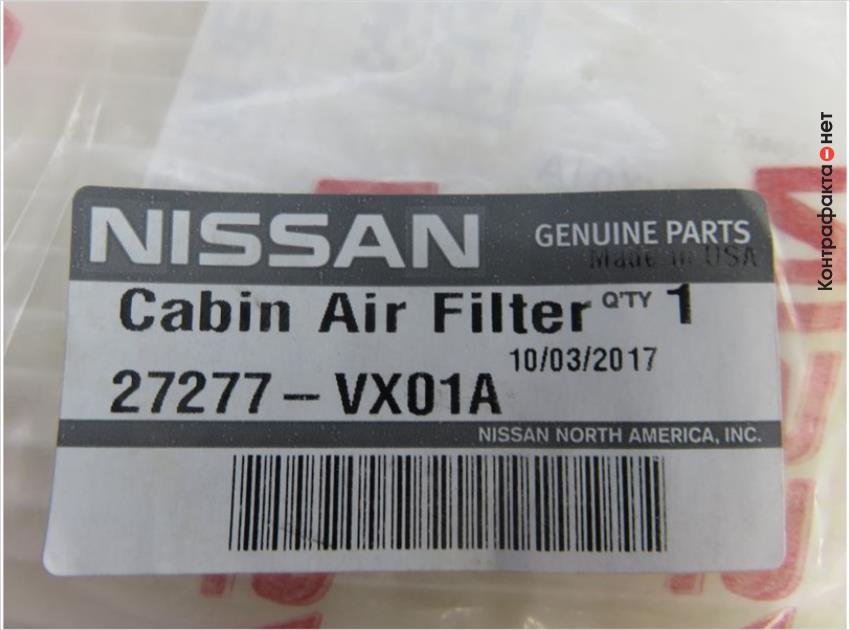 NISSAN GENUINE PARTS
Made in USA
Cabin Air Filter Q'TY 1
10/03/2017
27277-VX01A
NISSAN NORTH AMERICA, INC.
Контрафакта-нет